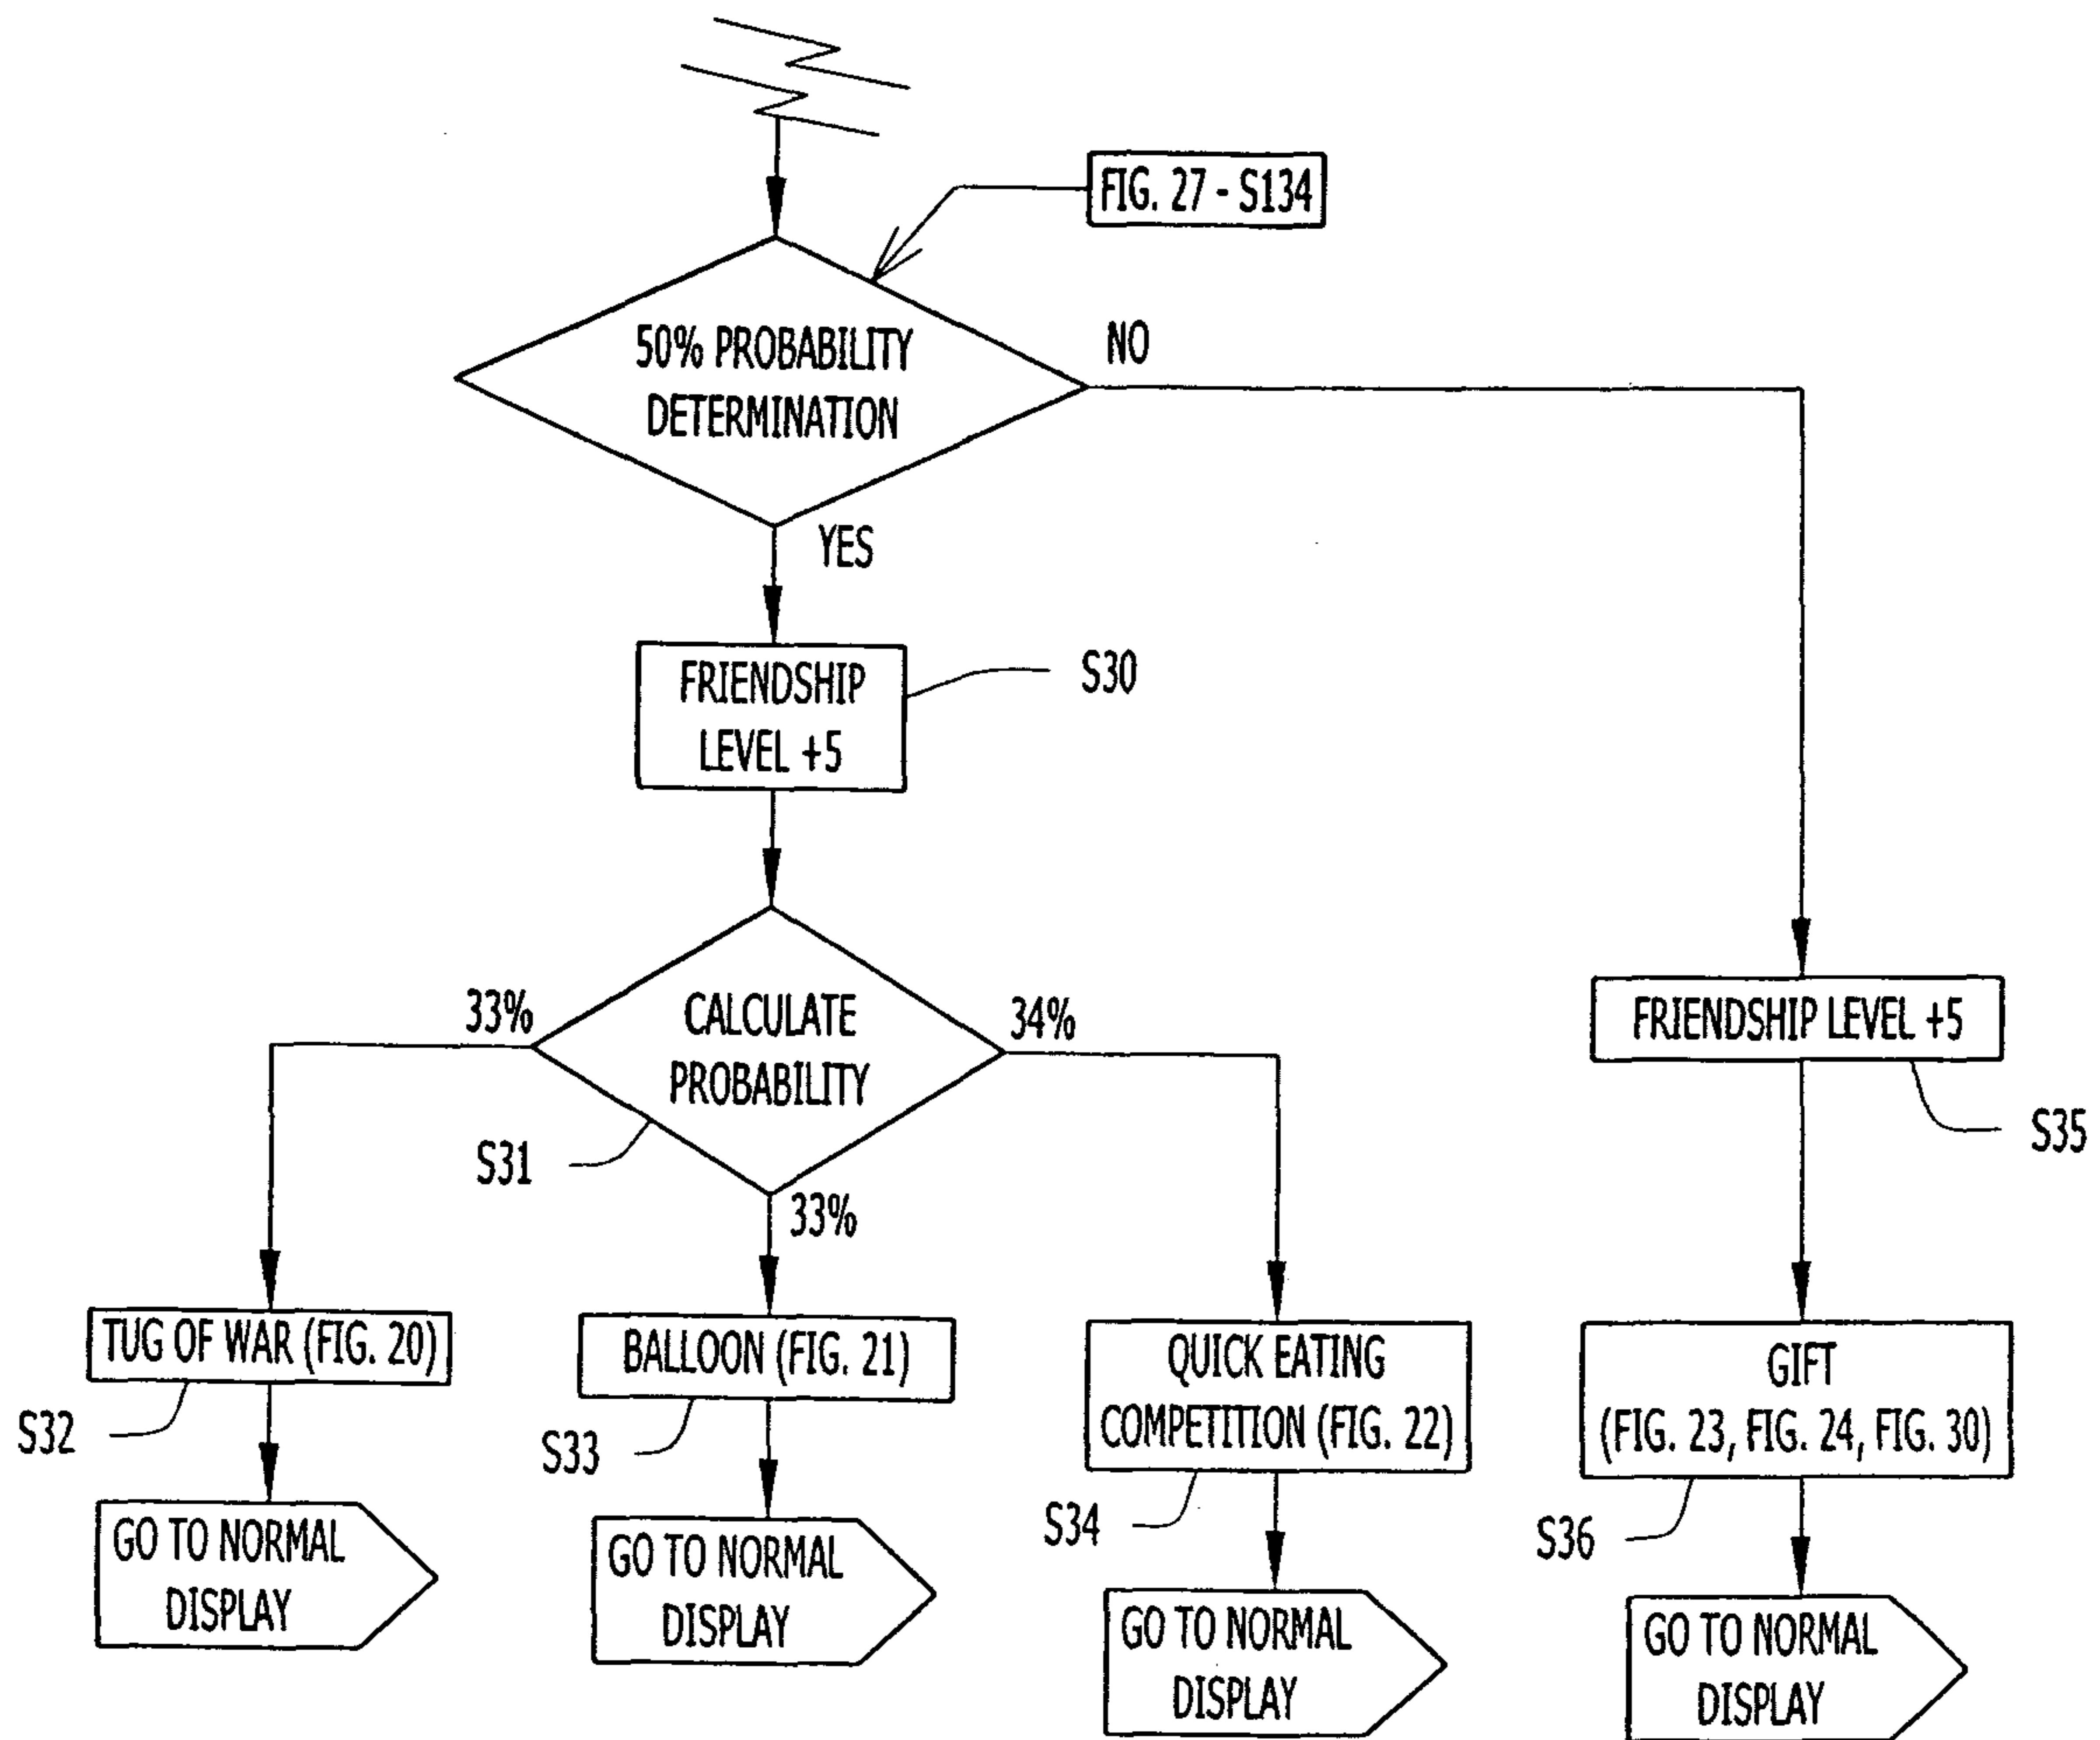 FIG. 27 - S134
50% PROBABILITY
DETERMINATION
NO
YES
FRIENDSHIP
LEVEL +5
S30
CALCULATE
PROBABILITY
33%
34%
33%
S31
FRIENDSHIP LEVEL +5
S35
TUG OF WAR (FIG. 20)
S32
BALLOON (FIG. 21)
S33
QUICK EATING
COMPETITION (FIG. 22)
S34
GIFT
(FIG. 23, FIG. 24, FIG. 30)
S36
GO TO NORMAL
DISPLAY
GO TO NORMAL
DISPLAY
GO TO NORMAL
DISPLAY
GO TO NORMAL
DISPLAY